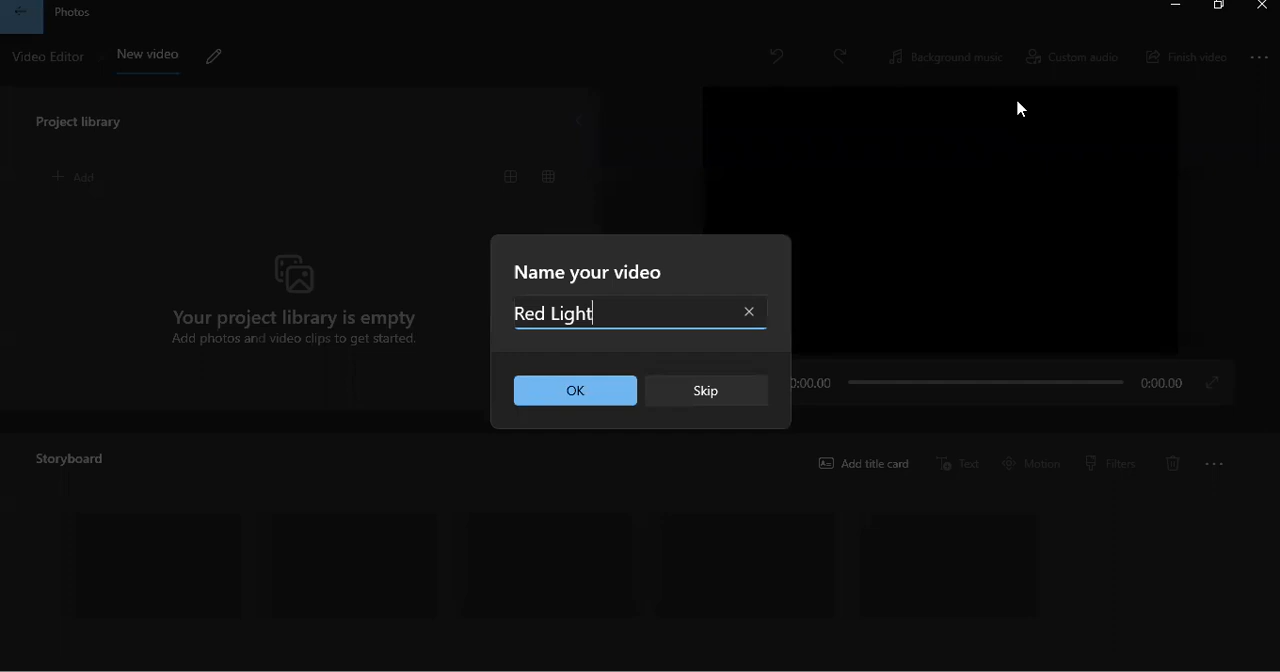 Photos
Video Editor New video Background music Custom audio Finish video
Project library
Add
Your project library is empty
Add photos and video clips to get started.
Name your video
Red Light
OK Skip
0:00.00 0:00.00
Storyboard Add title card Text Motion Filters